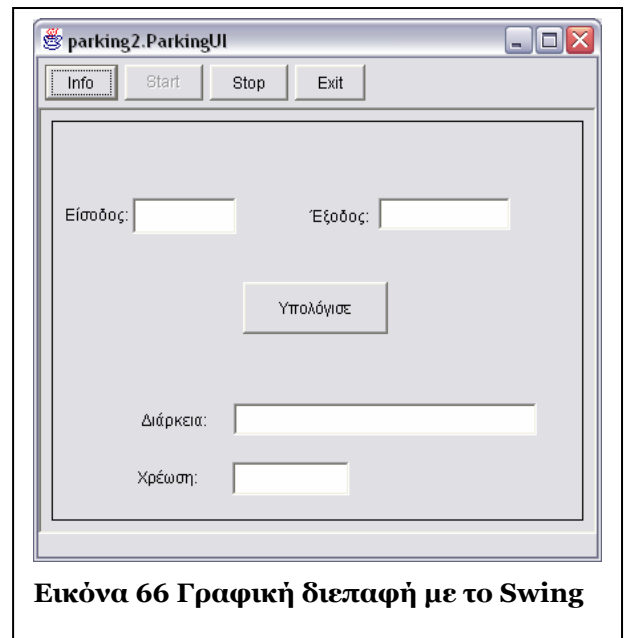 parking2.ParkingUI
Info Start Stop Exit
Είσοδος: Έξοδος:
Υπολόγισε
Διάρκεια:
Χρέωση:
Εικόνα 66 Γραφική διεπαφή με το Swing